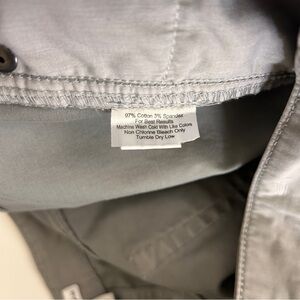 97% Cotton 3% Spandex
For Best Results
Machine Wash Cold With Like Colors
Non Chlorine Bleach Only
Tumble Dry Low